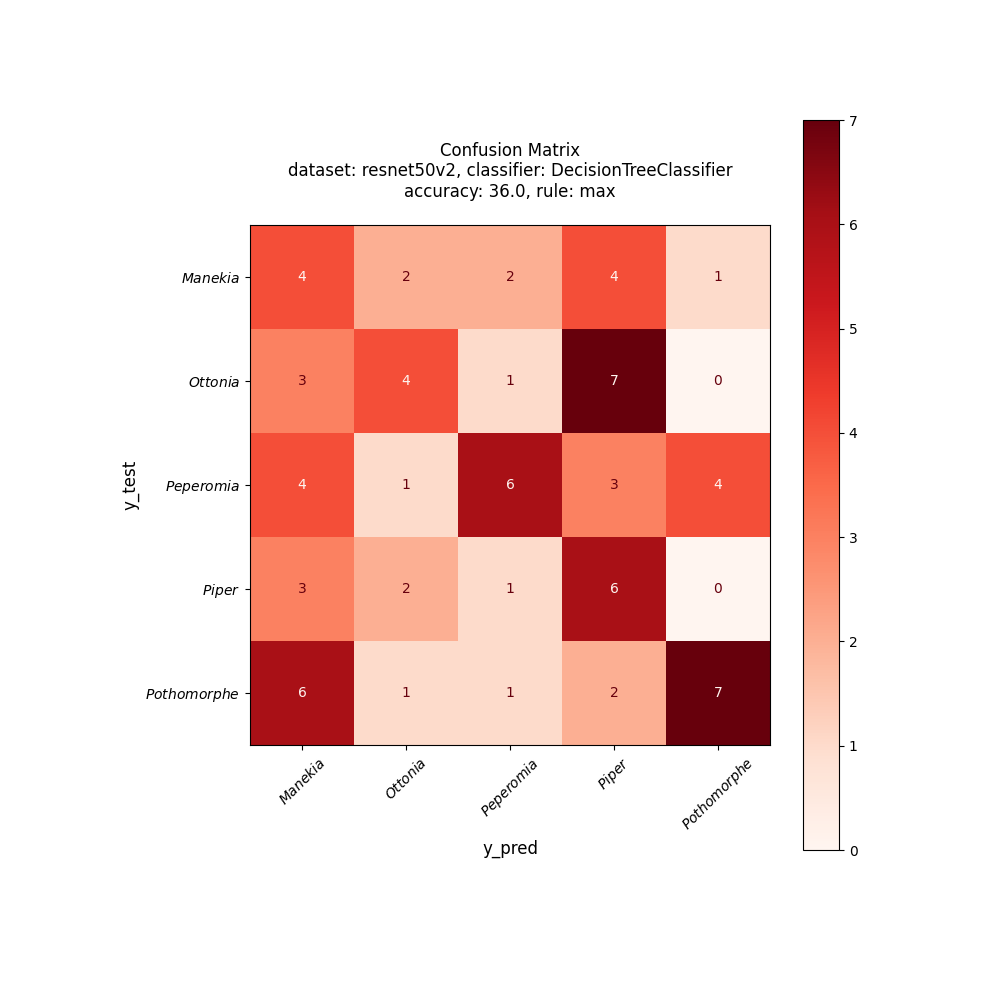 Confusion Matrix
dataset: resnet50v2, classifier: DecisionTreeClassifier
accuracy: 36.0, rule: max
7
6
5
4
3
2
1
0
y_test
Manekia 4 2 2 4 1
Ottonia 3 4 1 7 0
Peperomia 4 1 6 3 4
Piper 3 2 1 6 0
Pothomorphe 6 1 1 2 7
Manekia Ottonia Peperomia Piper Pothomorphe
y_pred